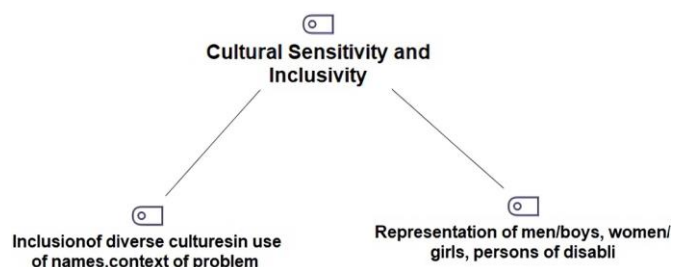 Cultural Sensitivity and
Inclusivity
Inclusionof diverse culturesin use
of names,context of problem
Representation of men/boys, women/
girls, persons of disabli